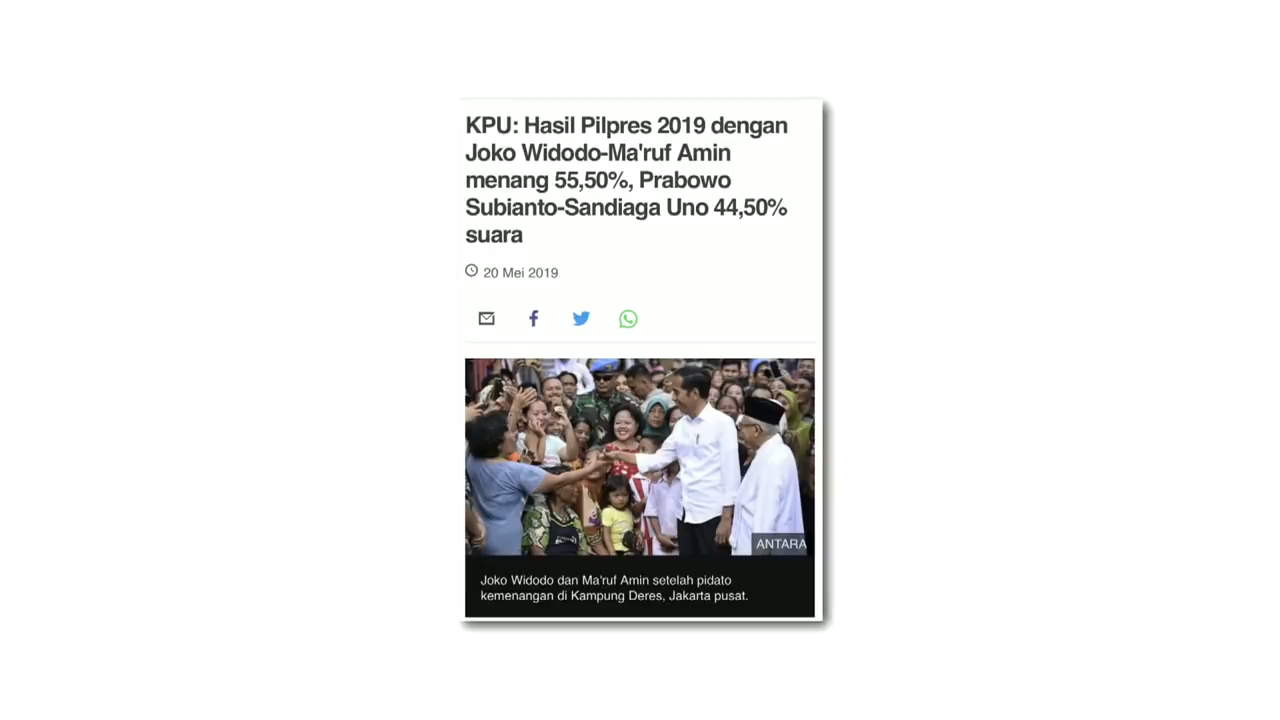 KPU: Hasil Pilpres 2019 dengan
Joko Widodo-Ma'ruf Amin
menang 55,50%, Prabowo
Subianto-Sandiaga Uno 44,50%
suara
20 Mei 2019
ANTARA
Joko Widodo dan Ma'ruf Amin setelah pidato
kemenangan di Kampung Deres, Jakarta pusat.